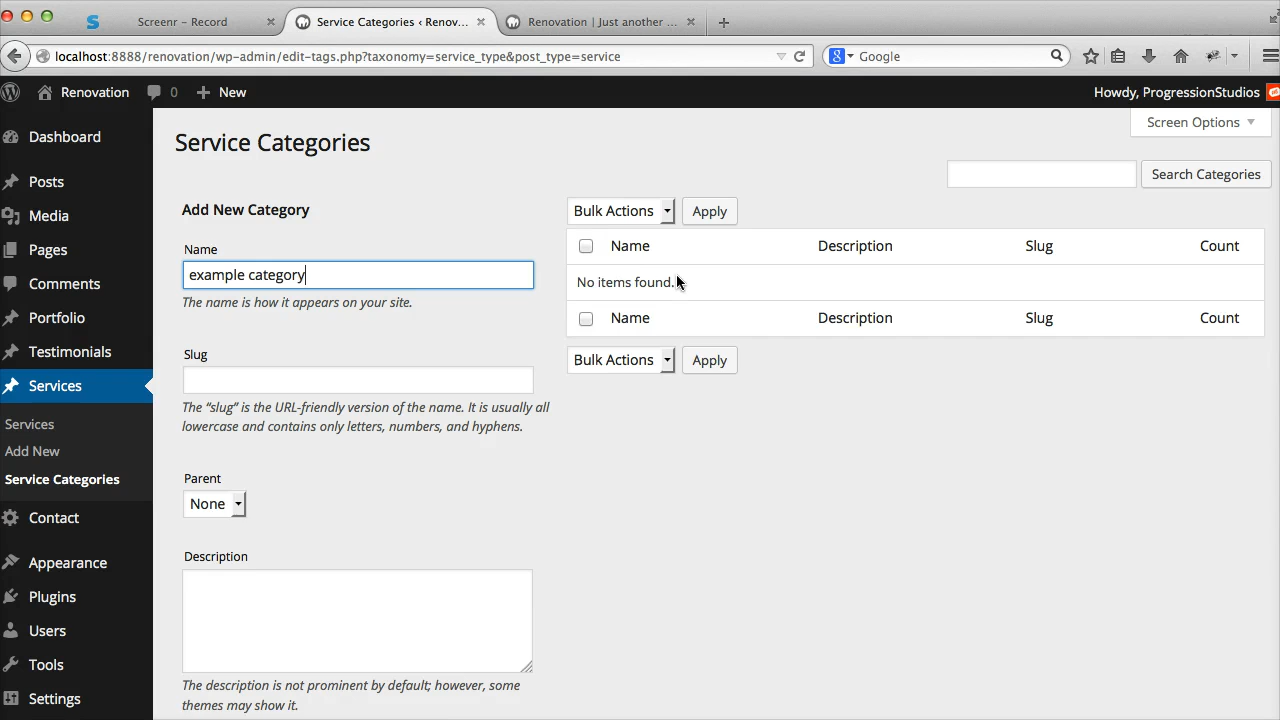 Screenr – Record
Service Categories ‹ Renov...
Renovation | Just another ...
localhost:8888/renovation/wp-admin/edit-tags.php?taxonomy=service_type&post_type=service
Google
Renovation
0
New
Howdy, ProgressionStudios
Dashboard
Posts
Media
Pages
Comments
Portfolio
Testimonials
Services
Services
Add New
Service Categories
Contact
Appearance
Plugins
Users
Tools
Settings
Screen Options
Service Categories
Search Categories
Add New Category
Name
example category
The name is how it appears on your site.
Slug
The “slug” is the URL-friendly version of the name. It is usually all
lowercase and contains only letters, numbers, and hyphens.
Parent
None
Description
The description is not prominent by default; however, some
themes may show it.
Bulk Actions Apply
Name Description Slug Count
No items found.
Name Description Slug Count
Bulk Actions Apply